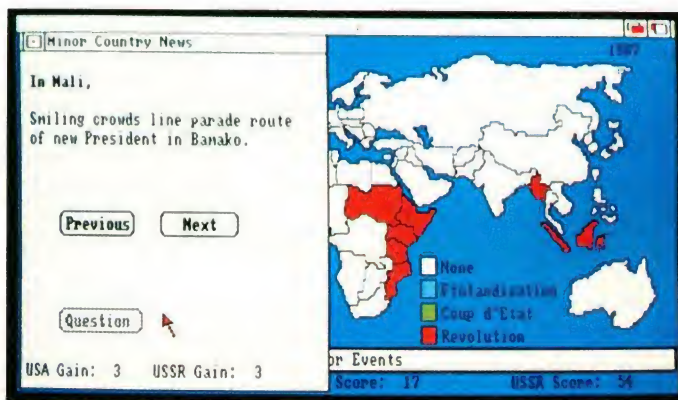 Minor Country News
1987
In Mali,
Smiling crowds line parade route
of new President in Bamako.
Previous
Next
Question
USA Gain: 3 USSR Gain: 3
None
Finlandization
Coup d'Etat
Revolution
or Events
Score: 17 USSR Score: 54